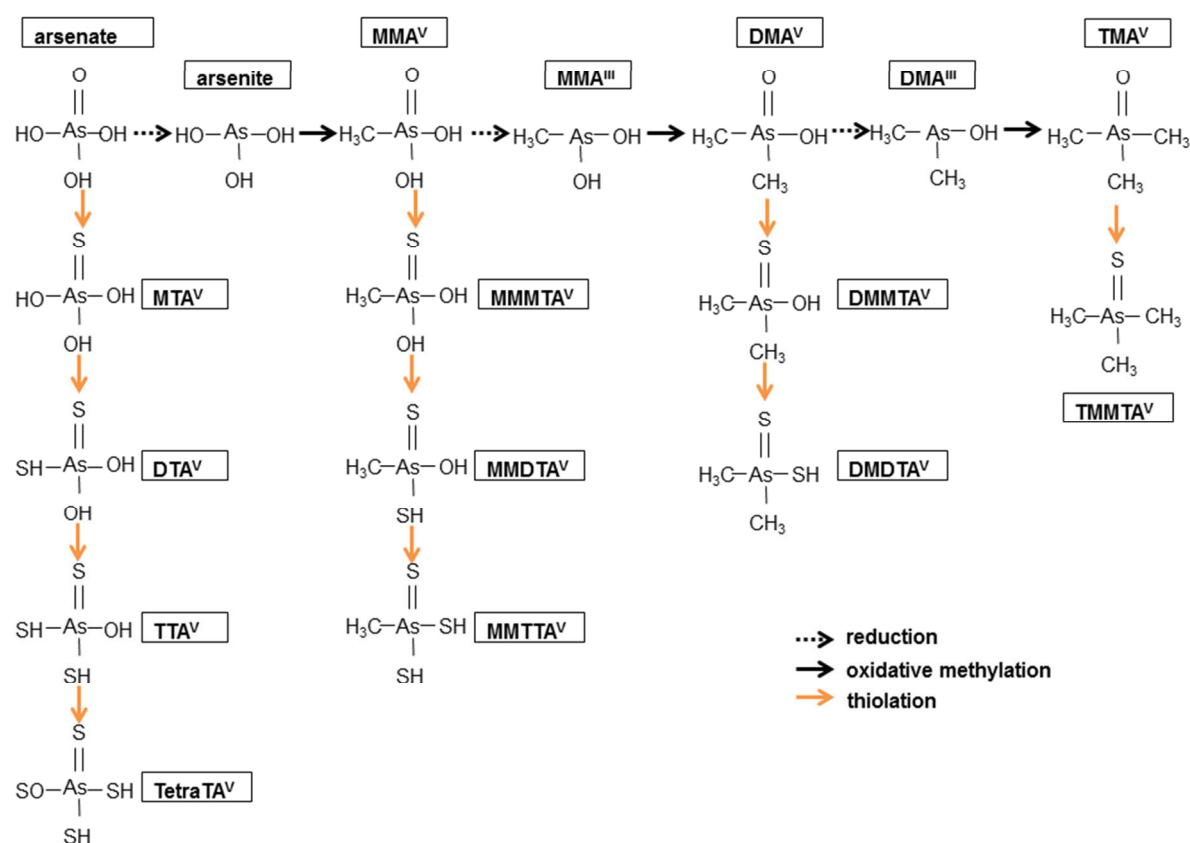 arsenate
MMAⱽ
DMAⱽ
TMAⱽ
arsenite
MMAᴵᴵᴵ
DMAᴵᴵᴵ
O
O
O
O
HO As OH
HO As OH
H₃C As OH
H₃C As OH
H₃C As OH
H₃C As OH
H₃C As CH₃
OH
OH
OH
OH
CH₃
CH₃
CH₃
S
S
S
S
HO As OH
MTAⱽ
H₃C As OH
MMMTAⱽ
H₃C As OH
DMMTAⱽ
H₃C As CH₃
OH
OH
CH₃
CH₃
TMMTAⱽ
S
S
S
SH As OH
DTAⱽ
H₃C As OH
MMDTAⱽ
H₃C As SH
DMDTAⱽ
OH
SH
CH₃
S
S
SH As OH
TTAⱽ
H₃C As SH
MMTTAⱽ
SH
SH
reduction
oxidative methylation
thiolation
S
SO As SH
TetraTAⱽ
SH